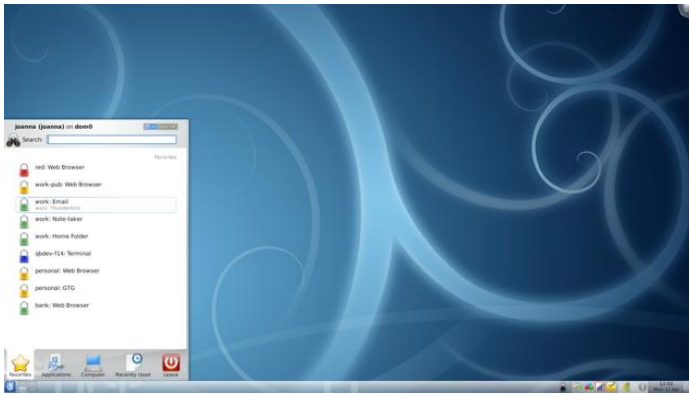 joanna (joanna) on dom0
Search:
Favorites
red: Web Browser
work-pub: Web Browser
work: Email
work: Thunderbird
work: Note-taker
work: Home Folder
qbdev-f14: Terminal
personal: Web Browser
personal: GTG
bank: Web Browser
Favorites Applications Computer Recently Used Leave